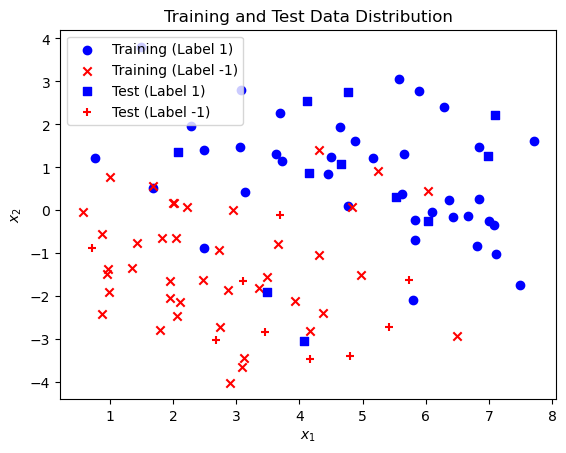 Training and Test Data Distribution
Training (Label 1)
Training (Label -1)
Test (Label 1)
Test (Label -1)
4
3
2
1
0
−1
−2
−3
−4
x₂
1
2
3
4
5
6
7
8
x₁